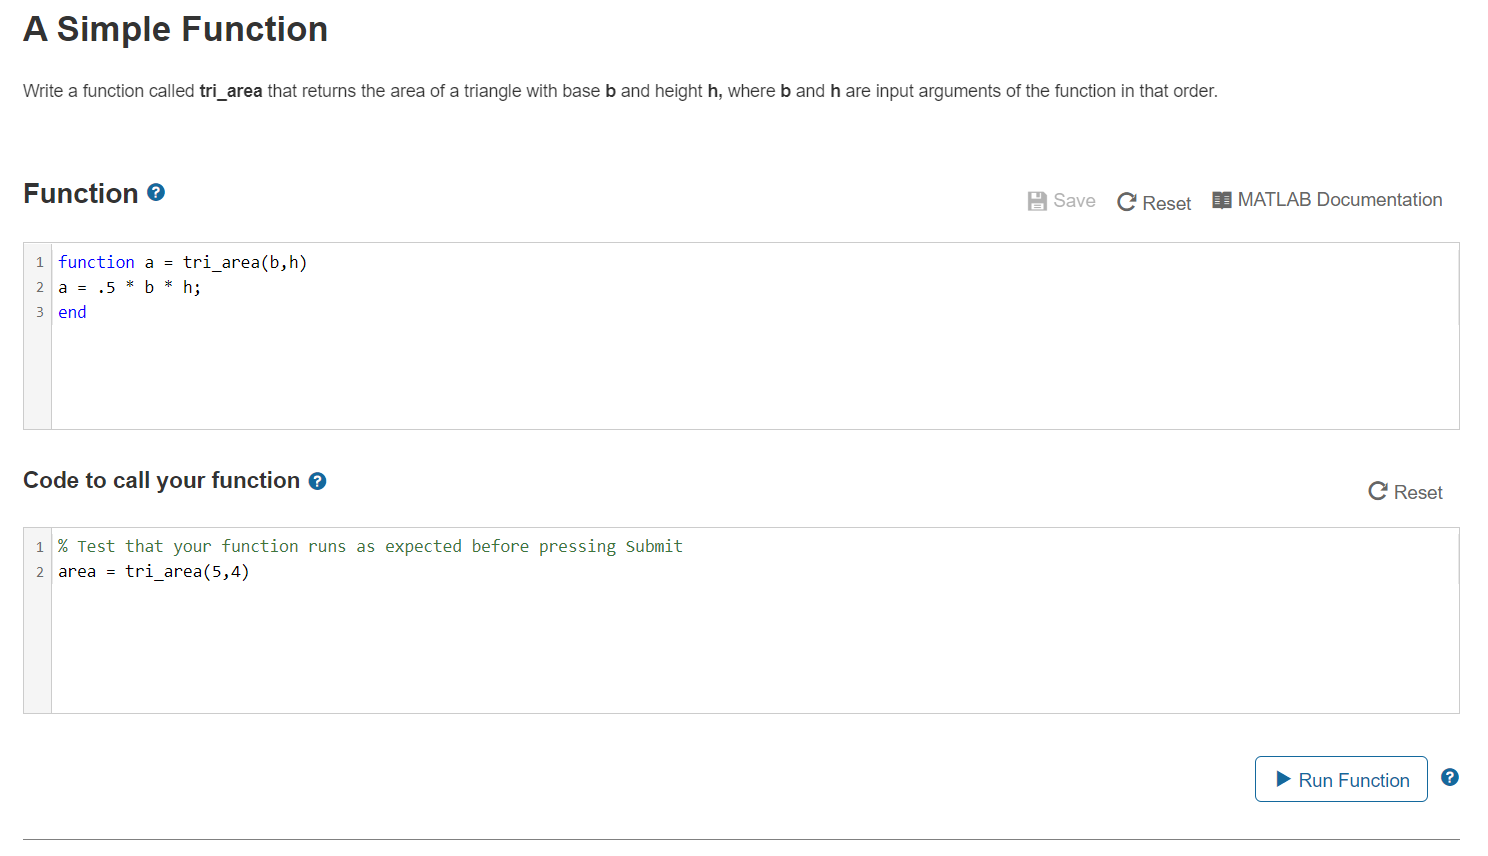 A Simple Function
Write a function called tri_area that returns the area of a triangle with base b and height h, where b and h are input arguments of the function in that order.
Function ?
Save Reset MATLAB Documentation
1 function a = tri_area(b,h)
2 a = .5 * b * h;
3 end
Code to call your function ?
Reset
1 % Test that your function runs as expected before pressing Submit
2 area = tri_area(5,4)
Run Function ?